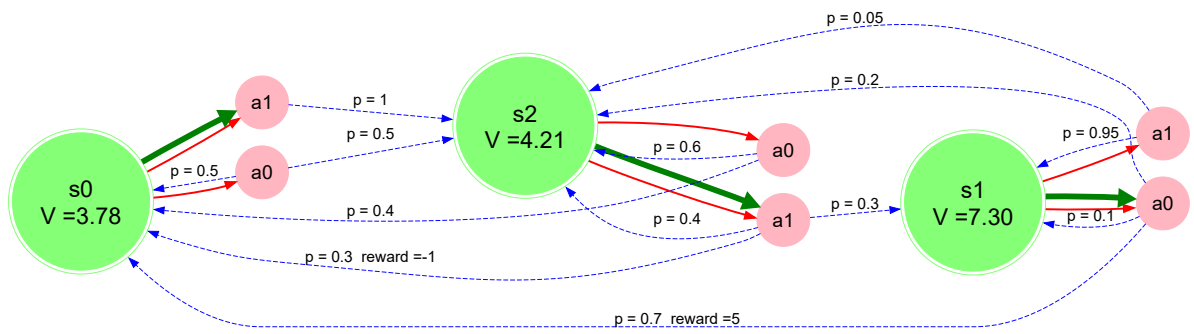 p = 0.05
p = 0.2
s2
V =4.21
a1
p = 1
a1
p = 0.95
p = 0.5
p = 0.6
a0
s0
V =3.78
p = 0.5
a0
s1
V =7.30
p = 0.1
a0
p = 0.4
p = 0.4
a1
p = 0.3
p = 0.3  reward =-1
p = 0.7  reward =5